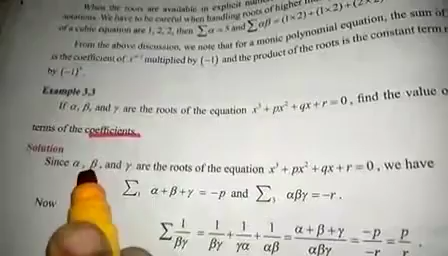 When the roots are available in explicit
notations. We have to be careful when handling roots of higher
of a cubic equation are 1, 2, 2, then ∑α = 5 and ∑αβ = (1×2)+(1×2)+(2×2)
From the above discussion, we note that for a monic polynomial equation, the sum of
is the coefficient of xⁿ⁻¹ multiplied by (−1) and the product of the roots is the constant term
by (−1)ⁿ.
Example 3.3
If α, β, and γ are the roots of the equation x³ + px² + qx + r = 0, find the value
terms of the coefficients.
Solution
Since α, β, and γ are the roots of the equation x³ + px² + qx + r = 0, we have
∑₁ α+β+γ = −p and ∑₃ αβγ = −r.
Now
∑ 1/βγ = 1/βγ + 1/γα + 1/αβ = α+β+γ/αβγ = −p/−r = p/r.